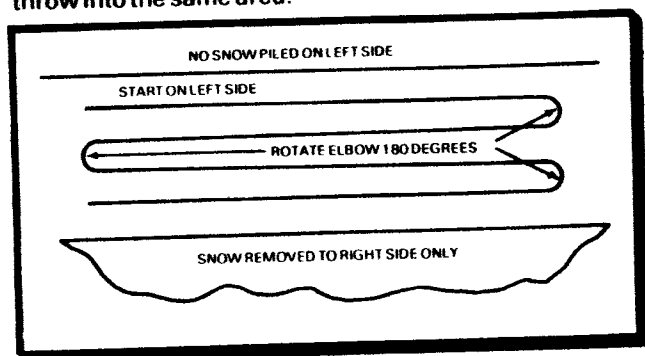 throw into the same area.
NO SNOW PILED ON LEFT SIDE
START ON LEFT SIDE
ROTATE ELBOW 180 DEGREES
SNOW REMOVED TO RIGHT SIDE ONLY